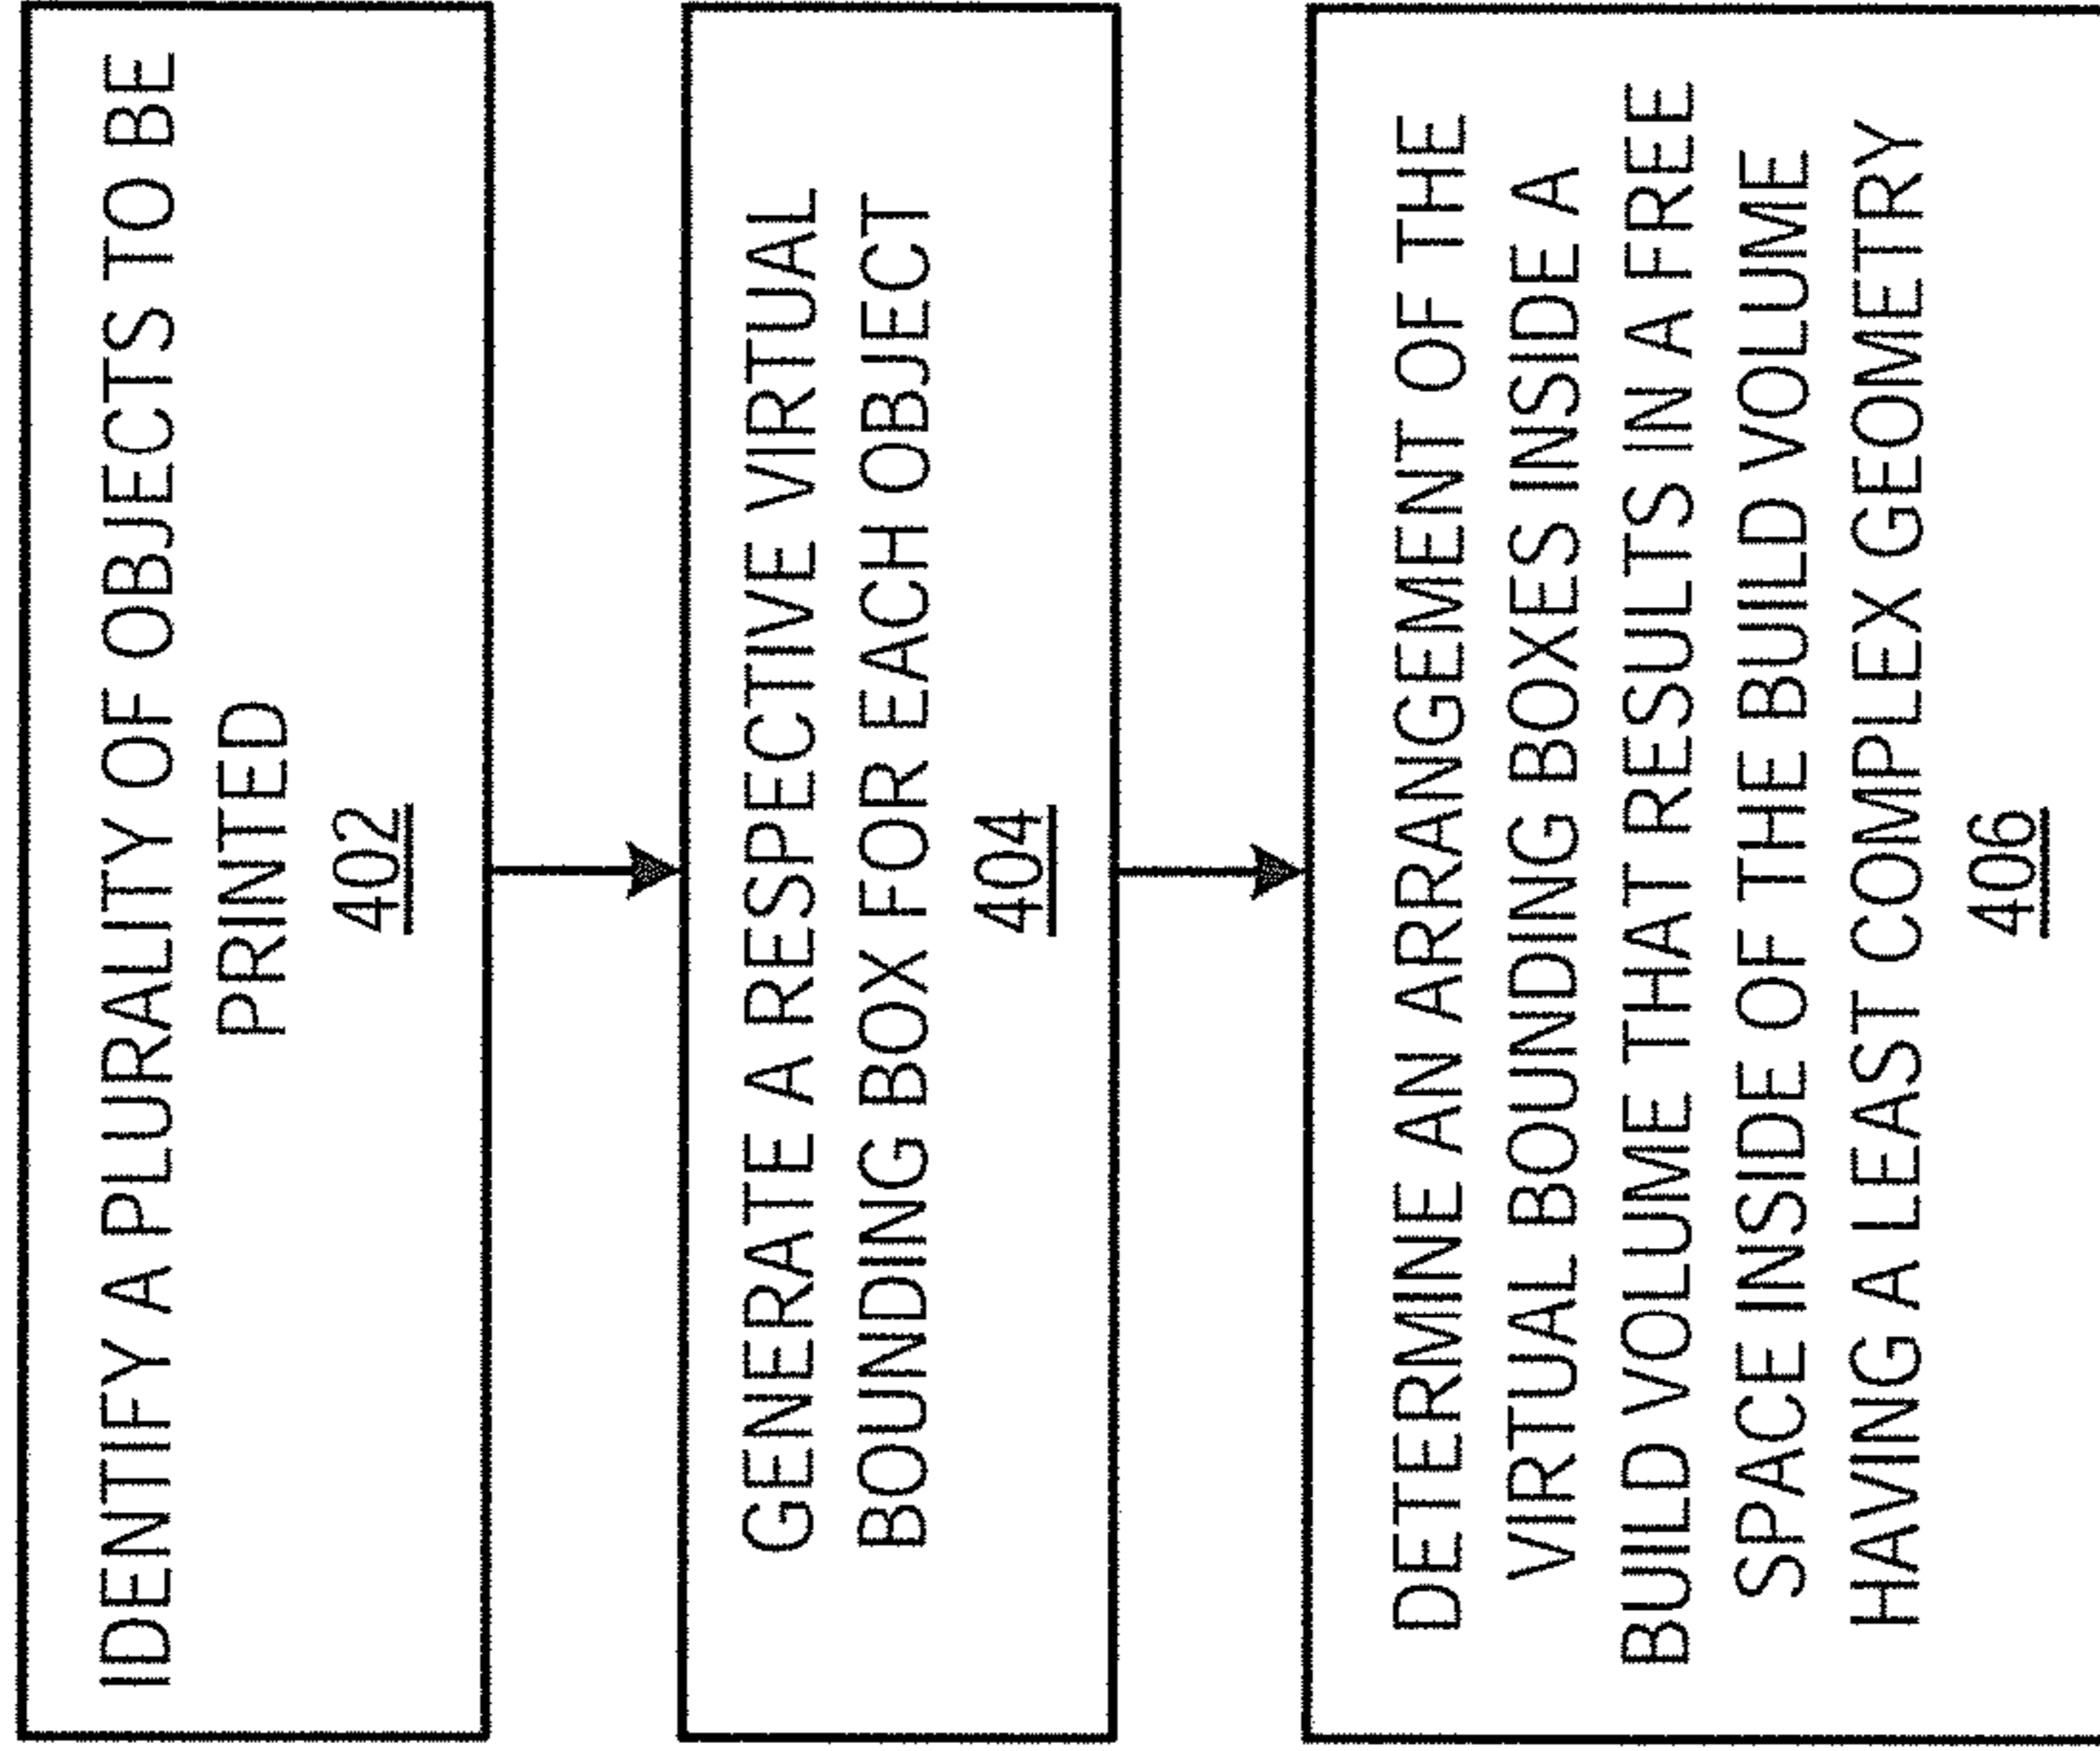 IDENTIFY A PLURALITY OF OBJECTS TO BE
PRINTED
402
GENERATE A RESPECTIVE VIRTUAL
BOUNDING BOX FOR EACH OBJECT
404
DETERMINE AN ARRANGEMENT OF THE
VIRTUAL BOUNDING BOXES INSIDE A
BUILD VOLUME THAT RESULTS IN A FREE
SPACE INSIDE OF THE BUILD VOLUME
HAVING A LEAST COMPLEX GEOMETRY
406